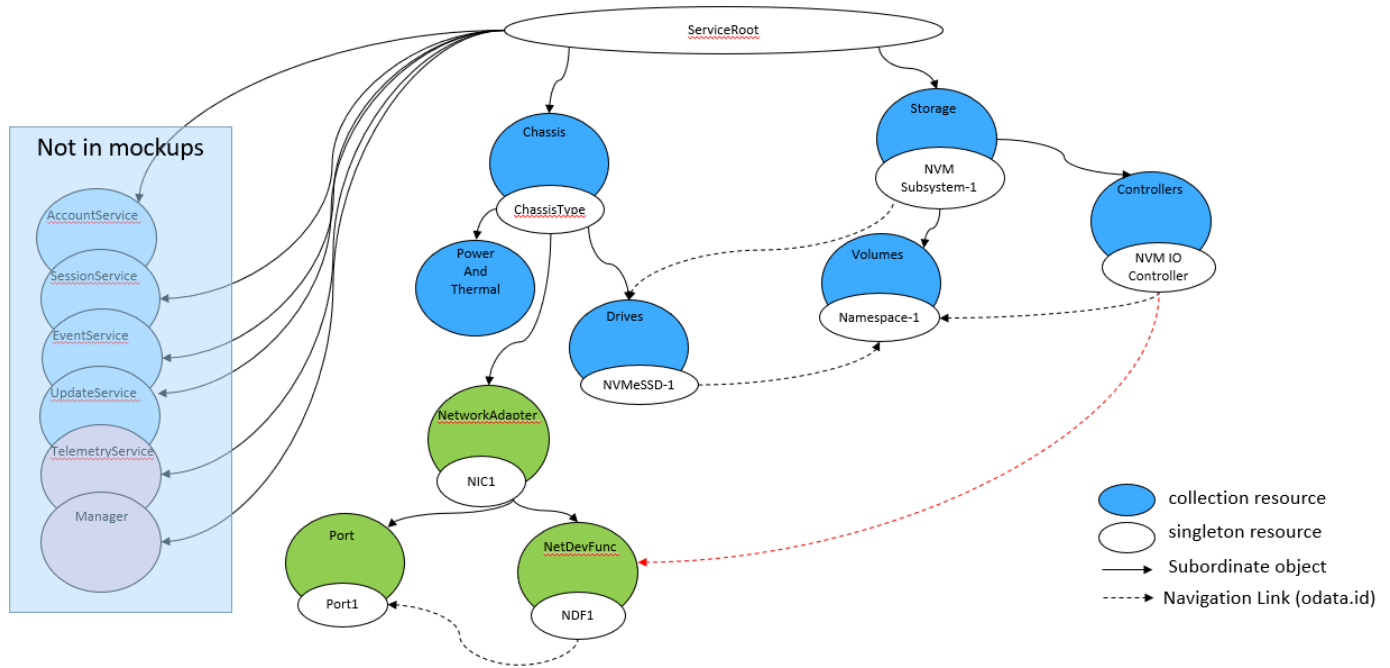 ServiceRoot
Not in mockups
AccountService
SessionService
EventService
UpdateService
TelemetryService
Manager
Chassis
ChassisType
Power
And
Thermal
Drives
NVMeSSD-1
NetworkAdapter
NIC1
Port
Port1
NetDevFunc
NDF1
Storage
NVM
Subsystem-1
Volumes
Namespace-1
Controllers
NVM IO
Controller
collection resource
singleton resource
Subordinate object
Navigation Link (odata.id)